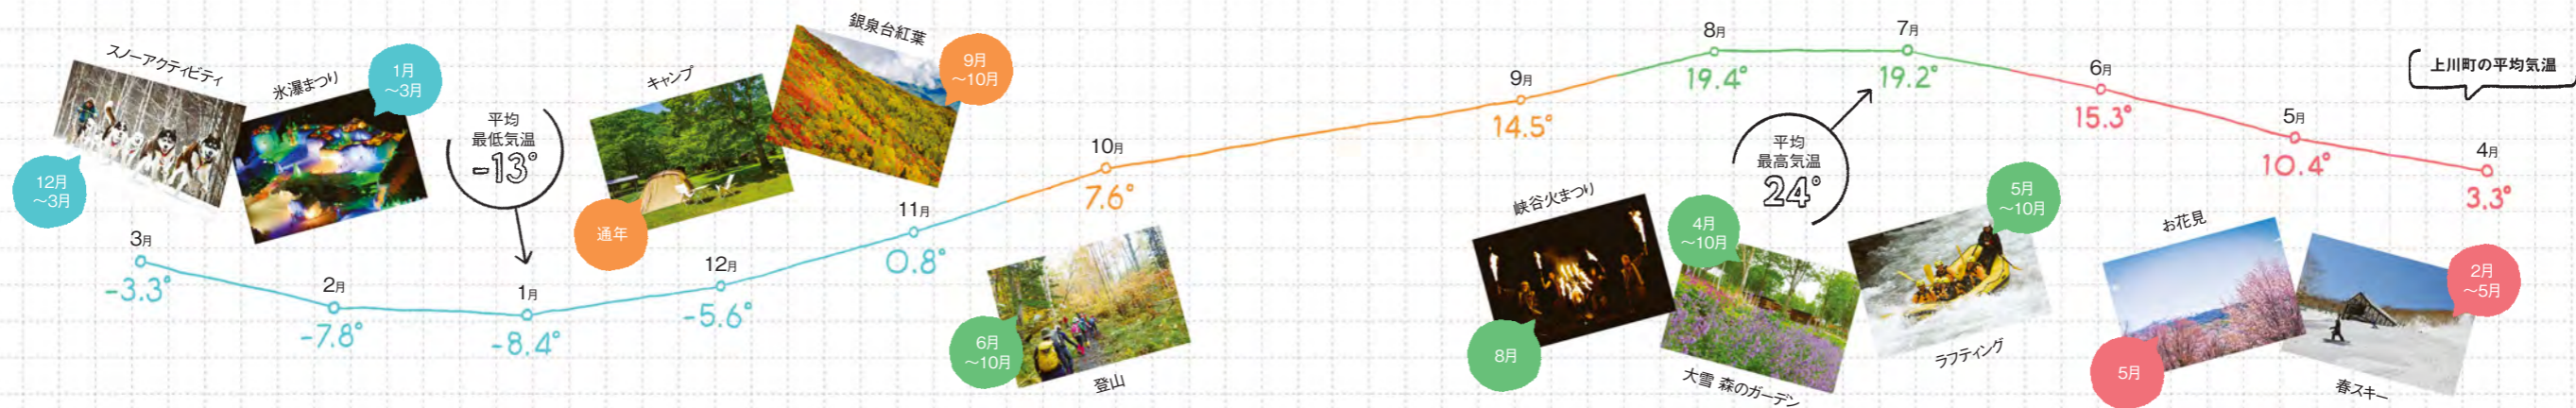 上川町の平均気温
4月
3.3°
5月
10.4°
6月
15.3°
7月
19.2°
8月
19.4°
9月
14.5°
10月
7.6°
11月
0.8°
12月
-5.6°
1月
-8.4°
2月
-7.8°
3月
-3.3°
春スキー
2月
～5月
お花見
5月
平均
最高気温
24°
ラフティング
5月
～10月
大雪 森のガーデン
4月
～10月
峡谷火まつり
8月
登山
6月
～10月
銀泉台紅葉
9月
～10月
キャンプ
通年
平均
最低気温
-13°
氷瀑まつり
1月
～3月
スノーアクティビティ
12月
～3月